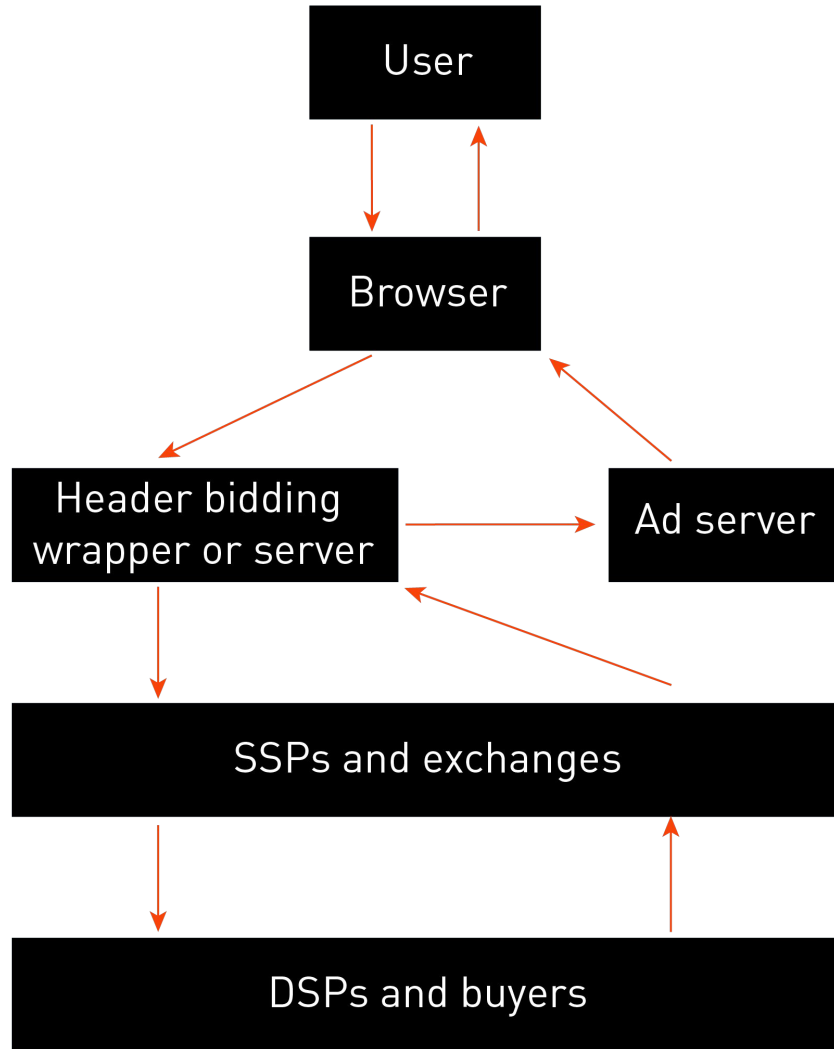 User
Browser
Header bidding
wrapper or server
Ad server
SSPs and exchanges
DSPs and buyers